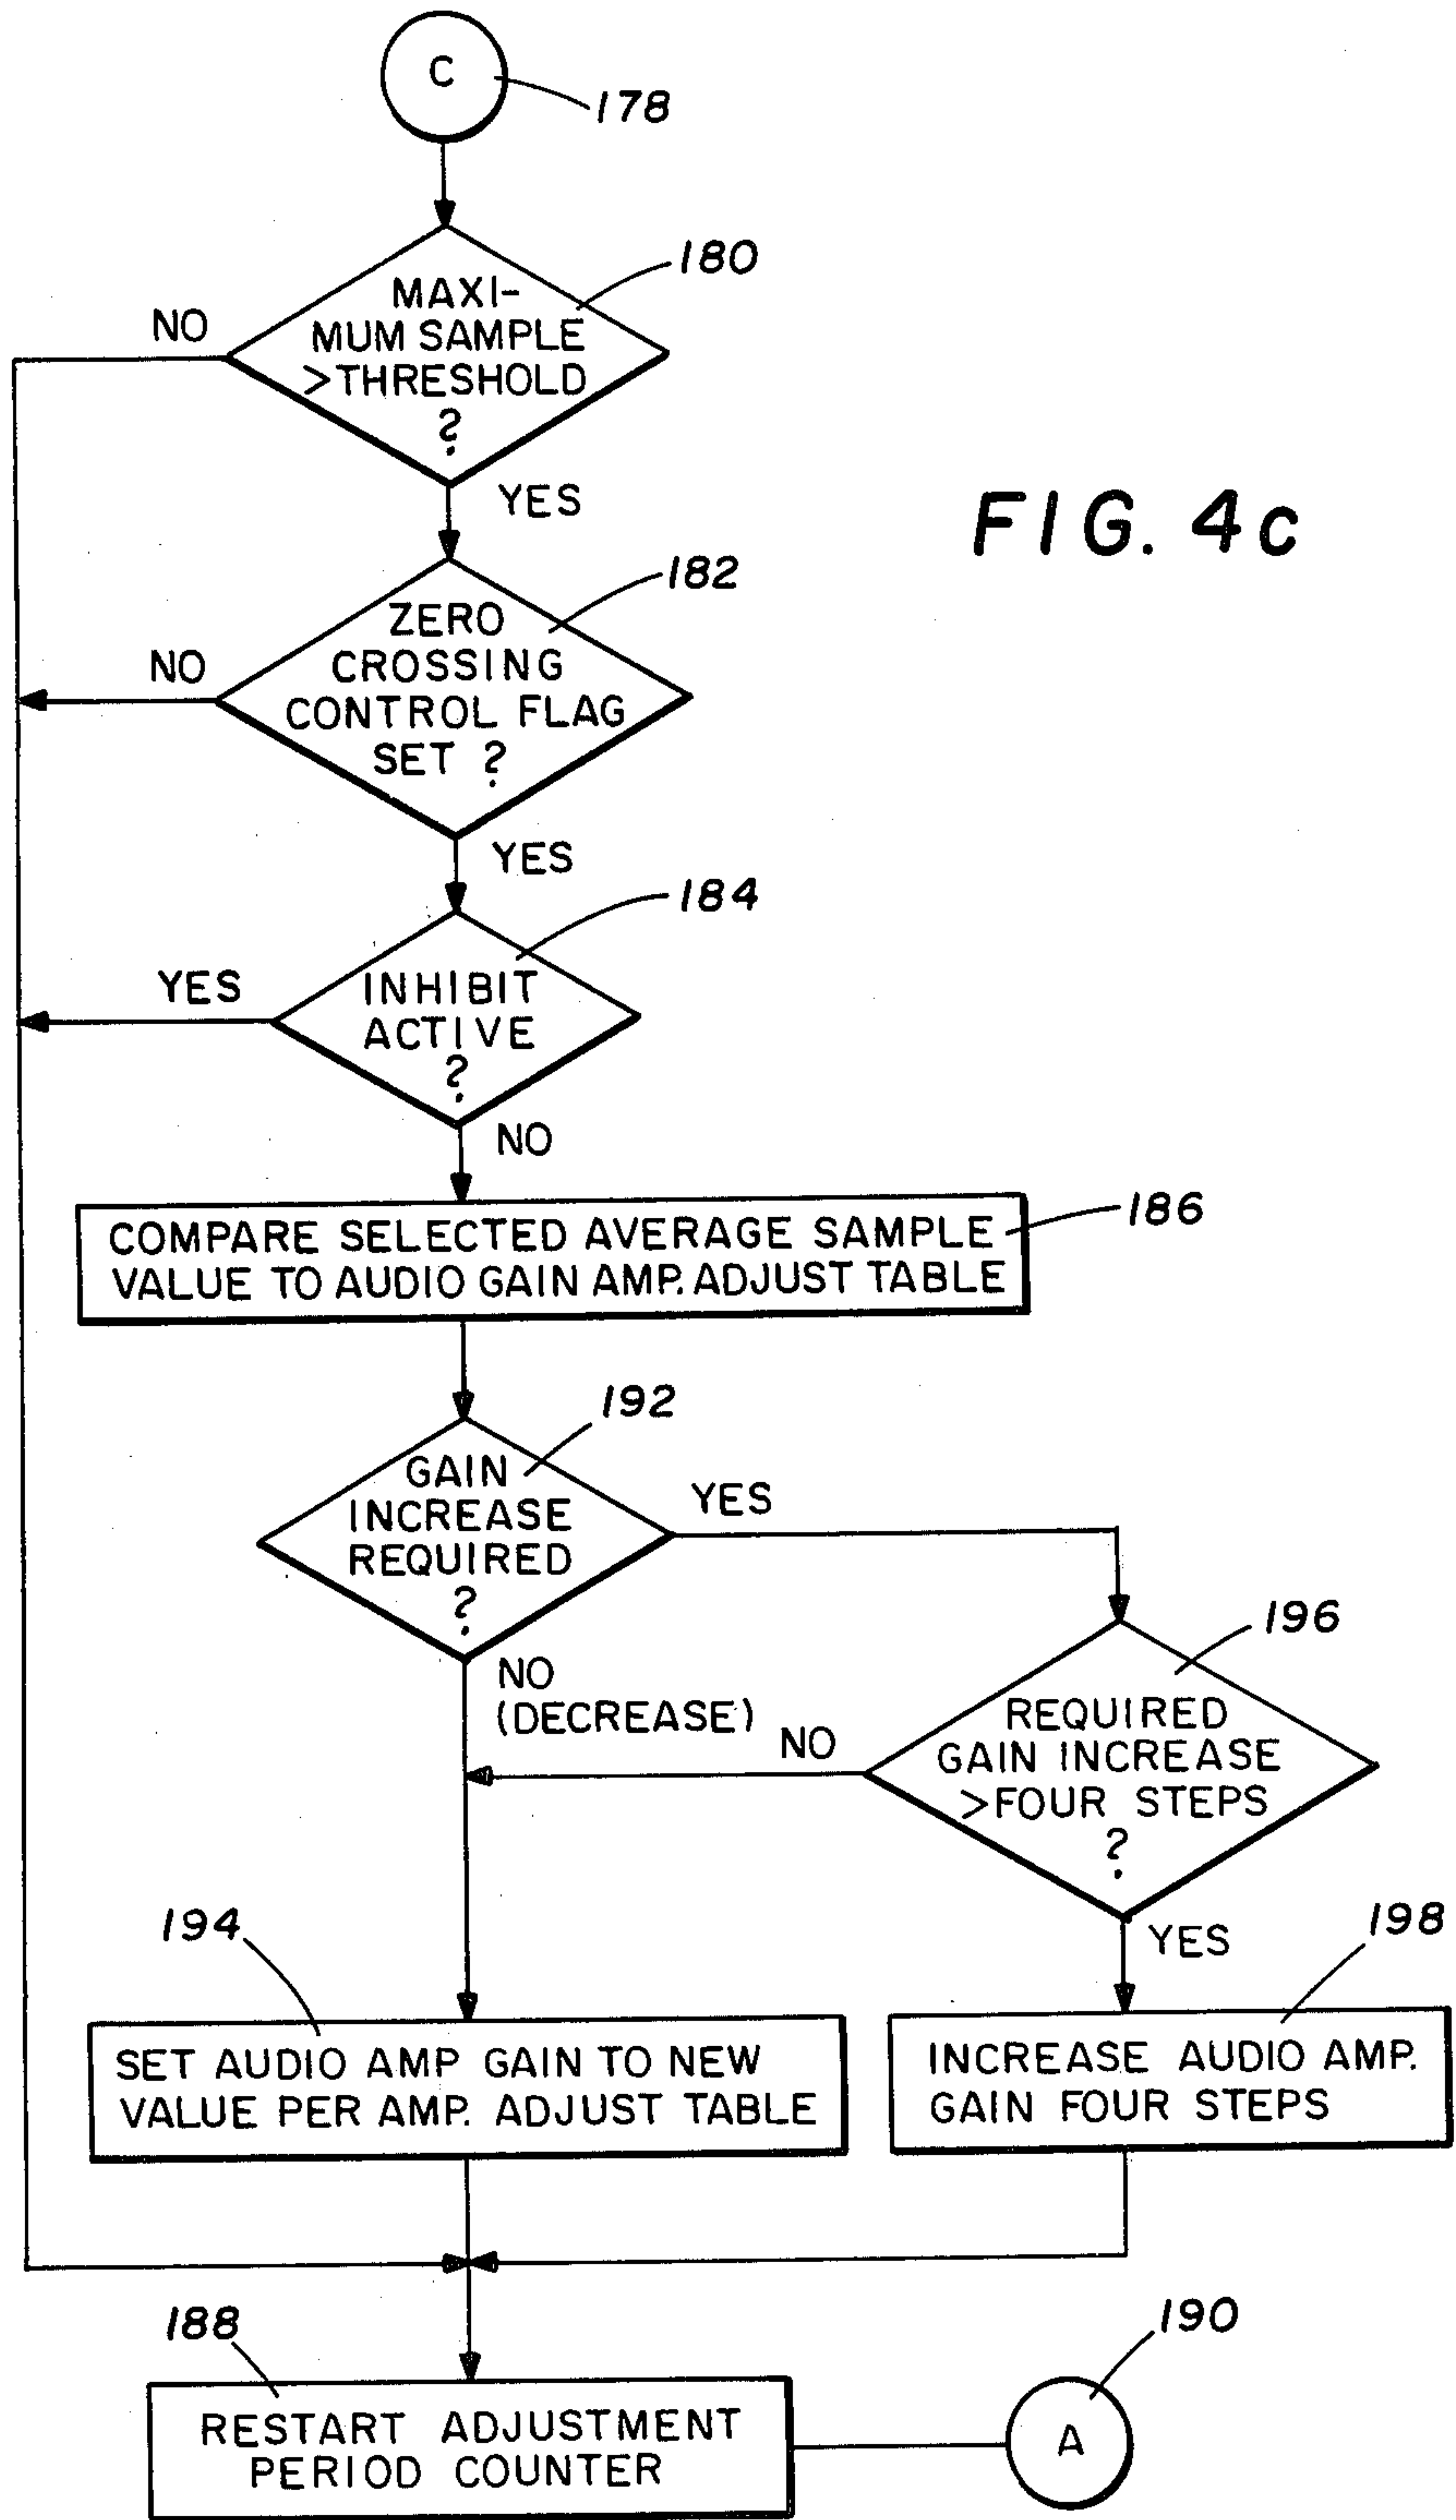 C
178
180
MAXI-
MUM SAMPLE
>THRESHOLD
?
NO
YES
FIG. 4c
182
ZERO
CROSSING
CONTROL FLAG
SET ?
NO
YES
184
INHIBIT
ACTIVE
?
YES
NO
186
COMPARE SELECTED AVERAGE SAMPLE
VALUE TO AUDIO GAIN AMP. ADJUST TABLE
192
GAIN
INCREASE
REQUIRED
?
YES
NO
(DECREASE)
196
REQUIRED
GAIN INCREASE
>FOUR STEPS
?
NO
YES
194
SET AUDIO AMP GAIN TO NEW
VALUE PER AMP. ADJUST TABLE
198
INCREASE AUDIO AMP.
GAIN FOUR STEPS
188
RESTART ADJUSTMENT
PERIOD COUNTER
190
A